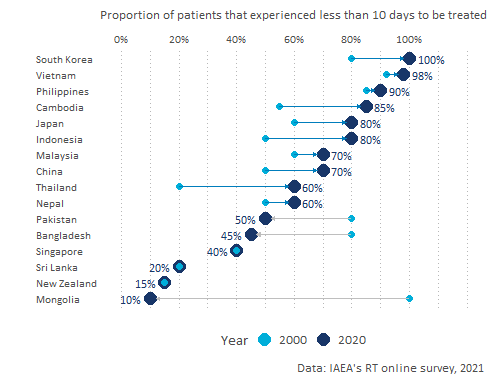 Proportion of patients that experienced less than 10 days to be treated
0% 20% 40% 60% 80% 100%
South Korea 100%
Vietnam 98%
Philippines 90%
Cambodia 85%
Japan 80%
Indonesia 80%
Malaysia 70%
China 70%
Thailand 60%
Nepal 60%
Pakistan 50%
Bangladesh 45%
Singapore 40%
Sri Lanka 20%
New Zealand 15%
Mongolia 10%
Year 2000 2020
Data: IAEA's RT online survey, 2021